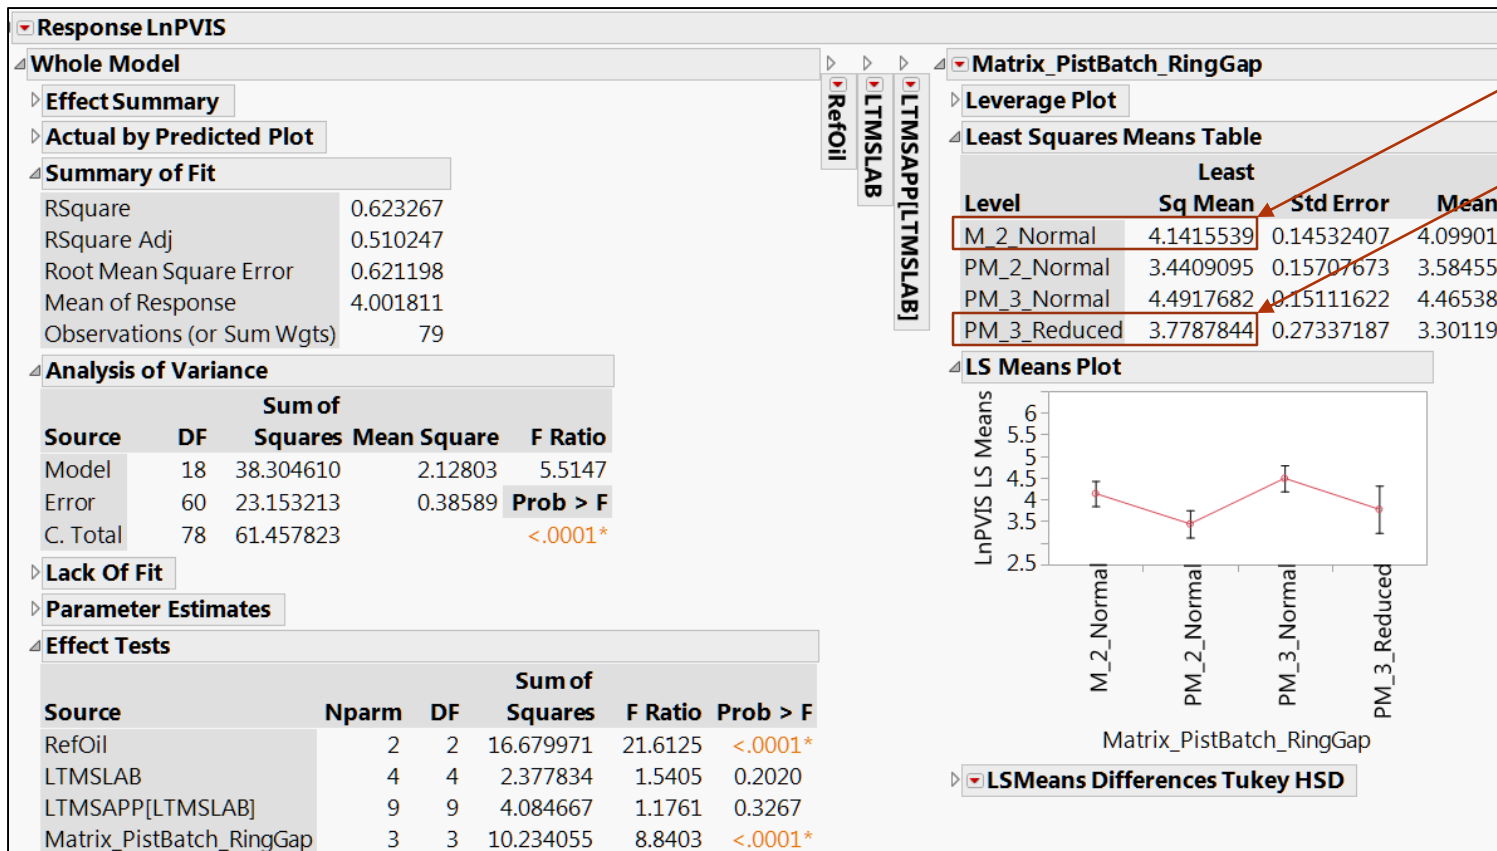 Response LnPVIS
Whole Model
Effect Summary
Actual by Predicted Plot
Summary of Fit
RSquare 0.623267
RSquare Adj 0.510247
Root Mean Square Error 0.621198
Mean of Response 4.001811
Observations (or Sum Wgts) 79
Analysis of Variance
Sum of
Source DF Squares Mean Square F Ratio
Model 18 38.304610 2.12803 5.5147
Error 60 23.153213 0.38589 Prob > F
C. Total 78 61.457823 <.0001*
Lack Of Fit
Parameter Estimates
Effect Tests
Sum of
Source Nparm DF Squares F Ratio Prob > F
RefOil 2 2 16.679971 21.6125 <.0001*
LTMSLAB 4 4 2.377834 1.5405 0.2020
LTMSAPP[LTMSLAB] 9 9 4.084667 1.1761 0.3267
Matrix_PistBatch_RingGap 3 3 10.234055 8.8403 <.0001*
RefOil
LTMSLAB
LTMSAPP[LTMSLAB]
Matrix_PistBatch_RingGap
Leverage Plot
Least Squares Means Table
Least
Level Sq Mean Std Error Mean
M_2_Normal 4.1415539 0.14532407 4.09901
PM_2_Normal 3.4409095 0.15707673 3.58455
PM_3_Normal 4.4917682 0.15111622 4.46538
PM_3_Reduced 3.7787844 0.27337187 3.30119
LS Means Plot
LnPVIS LS Means
6
5.5
5
4.5
4
3.5
2.5
M_2_Normal
PM_2_Normal
PM_3_Normal
PM_3_Reduced
Matrix_PistBatch_RingGap
LSMeans Differences Tukey HSD